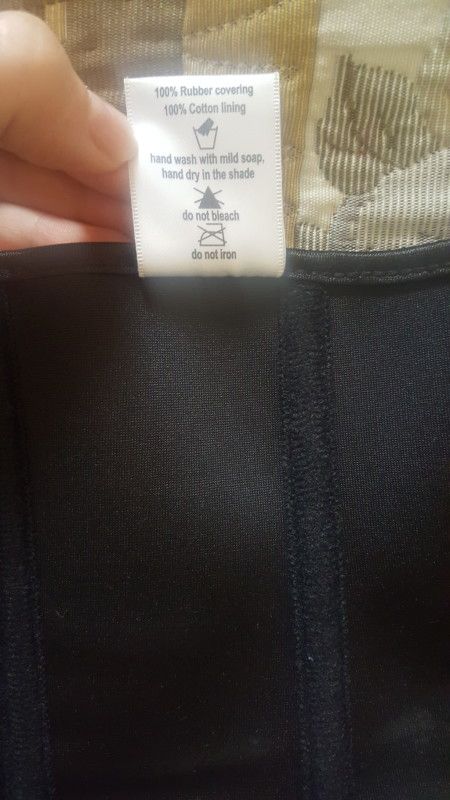 100% Rubber covering
100% Cotton lining
hand wash with mild soap,
hand dry in the shade
do not bleach
do not iron